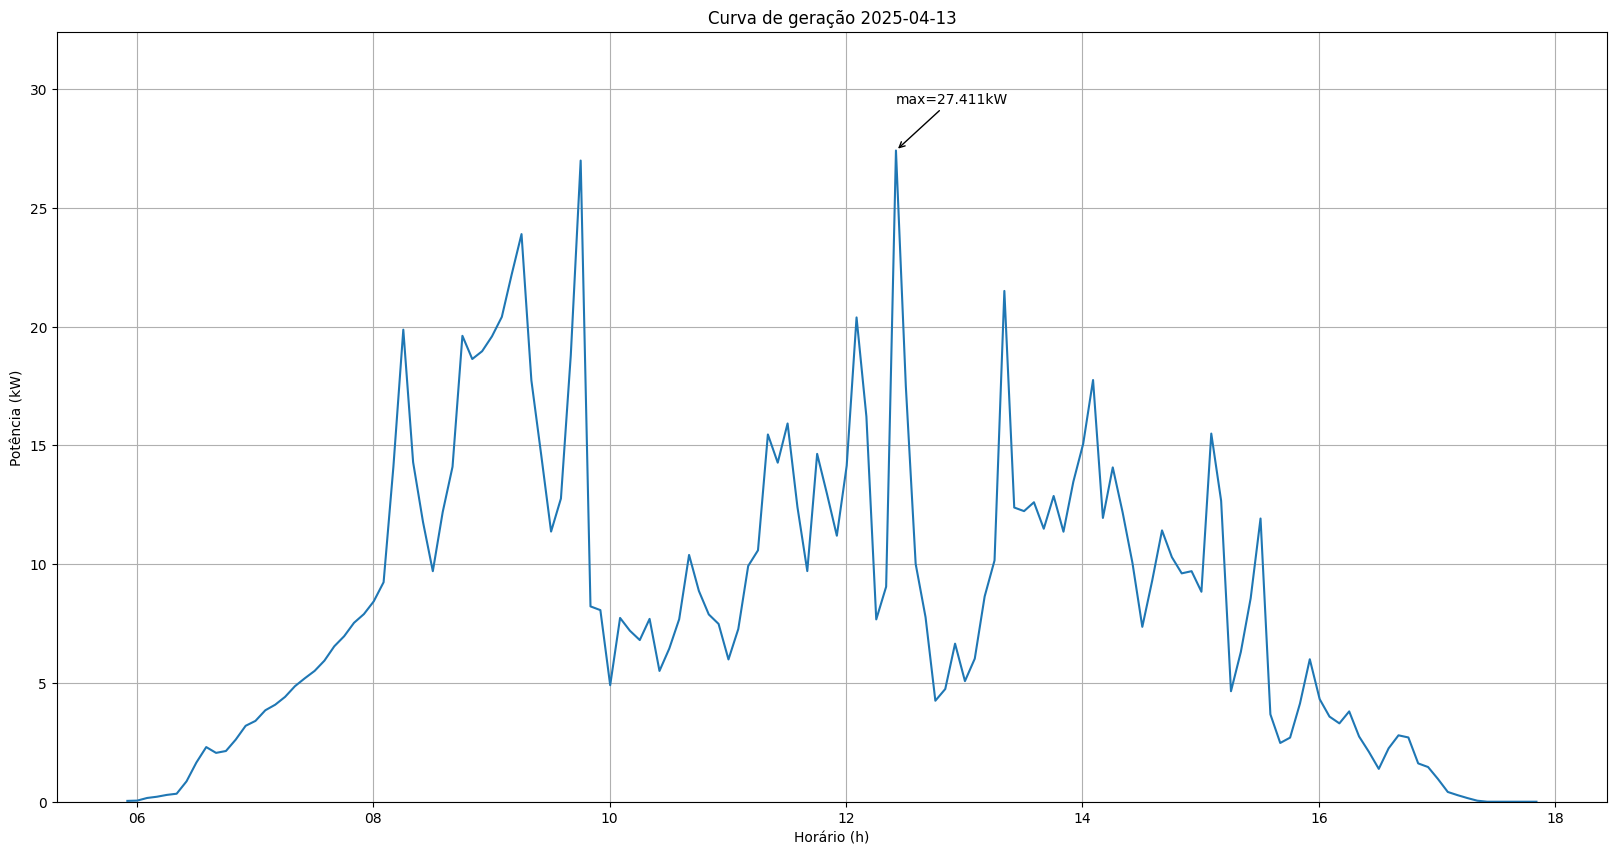 Curva de geração 2025-04-13
30
max=27.411kW
25
20
15
Potência (kW)
10
5
0
06 08 10 12 14 16 18
Horário (h)